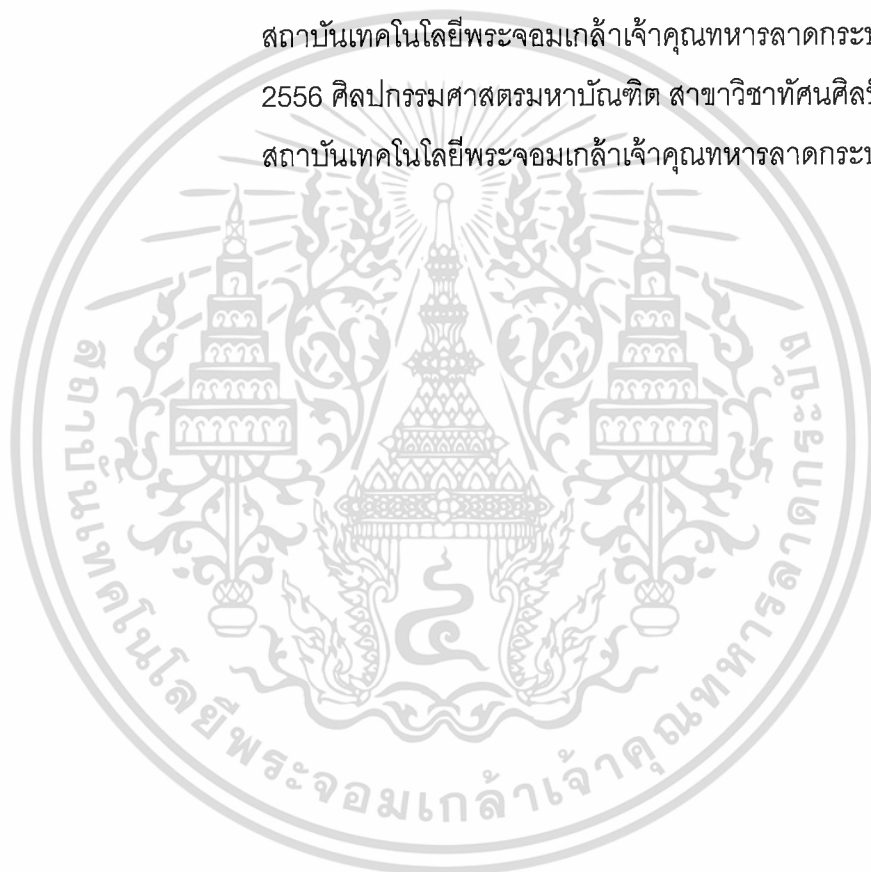 สถาบันเทคโนโลยีพระจอมเกล้าเจ้าคุณทหารลาดกระ
2556 ศิลปกรรมศาสตรมหาบัณฑิต สาขาวิชาทัศนศิล
สถาบันเทคโนโลยีพระจอมเกล้าเจ้าคุณทหารลาดกระ
สถาบันเทคโนโลยีพระจอมเกล้าเจ้าคุณทหารลาดกระบัง
๔